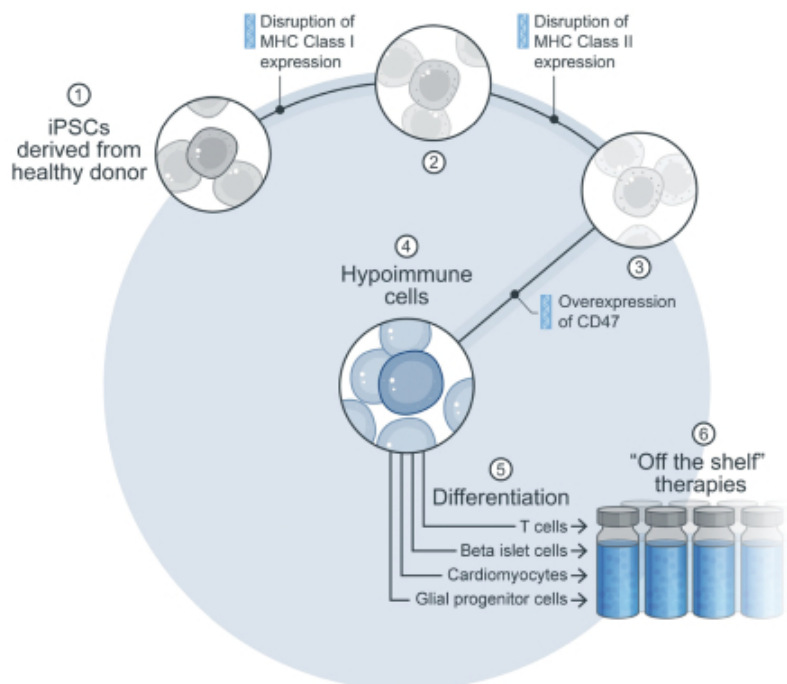 1
iPSCs
derived from
healthy donor
Disruption of
MHC Class I
expression
2
Disruption of
MHC Class II
expression
3
Overexpression
of CD47
4
Hypoimmune
cells
5
Differentiation
T cells
Beta islet cells
Cardiomyocytes
Glial progenitor cells
6
“Off the shelf”
therapies